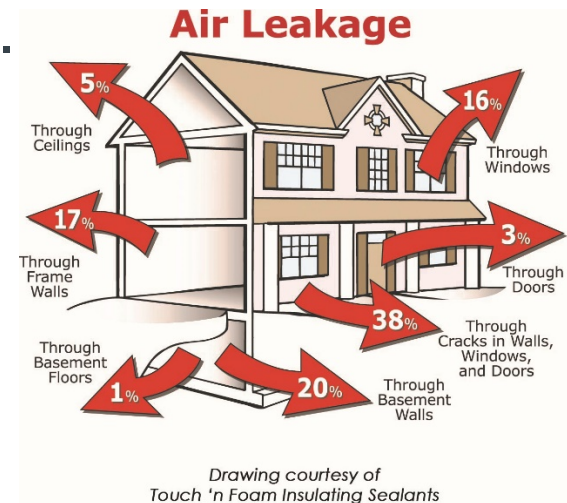 Air Leakage
5%
Through
Ceilings
16%
Through
Windows
17%
Through
Frame
Walls
3%
Through
Doors
38%
Through
Cracks in Walls,
Windows,
and Doors
Through
Basement
Floors
1%
20%
Through
Basement
Walls
Drawing courtesy of
Touch 'n Foam Insulating Sealants